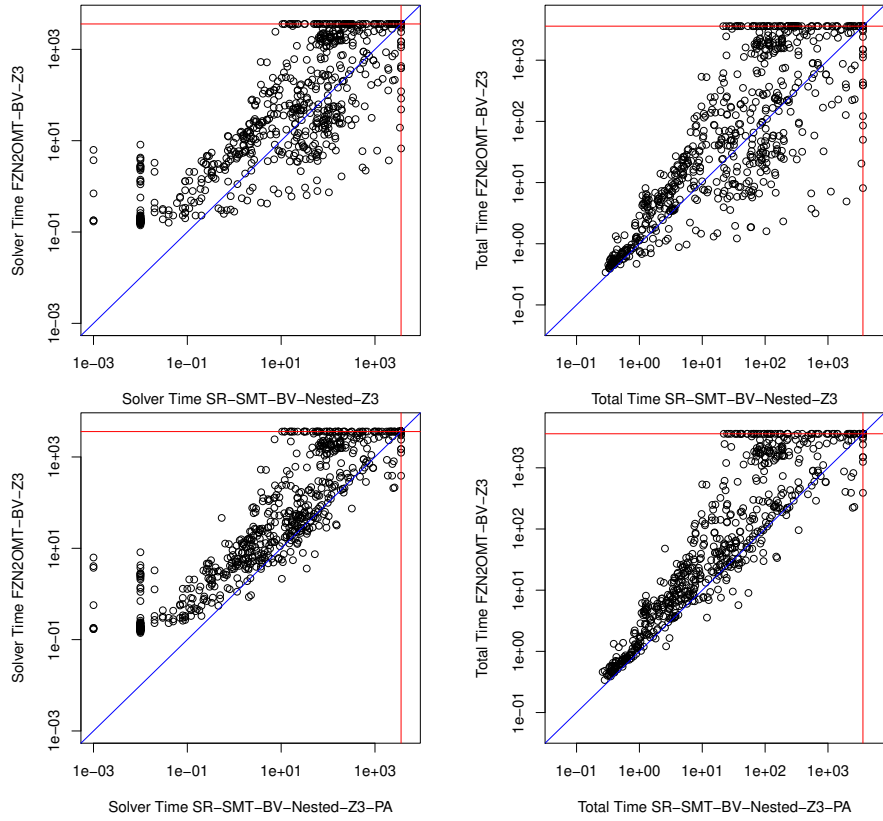 Solver Time FZN2OMT−BV−Z3
1e−03 1e−01 1e+01 1e+03
1e−03 1e−01 1e+01 1e+03
Solver Time SR−SMT−BV−Nested−Z3
Total Time FZN2OMT−BV−Z3
1e−01 1e+00 1e+01 1e+02 1e+03
1e−01 1e+00 1e+01 1e+02 1e+03
Total Time SR−SMT−BV−Nested−Z3
Solver Time FZN2OMT−BV−Z3
1e−03 1e−01 1e+01 1e+03
1e−03 1e−01 1e+01 1e+03
Solver Time SR−SMT−BV−Nested−Z3−PA
Total Time FZN2OMT−BV−Z3
1e−01 1e+00 1e+01 1e+02 1e+03
1e−01 1e+00 1e+01 1e+02 1e+03
Total Time SR−SMT−BV−Nested−Z3−PA